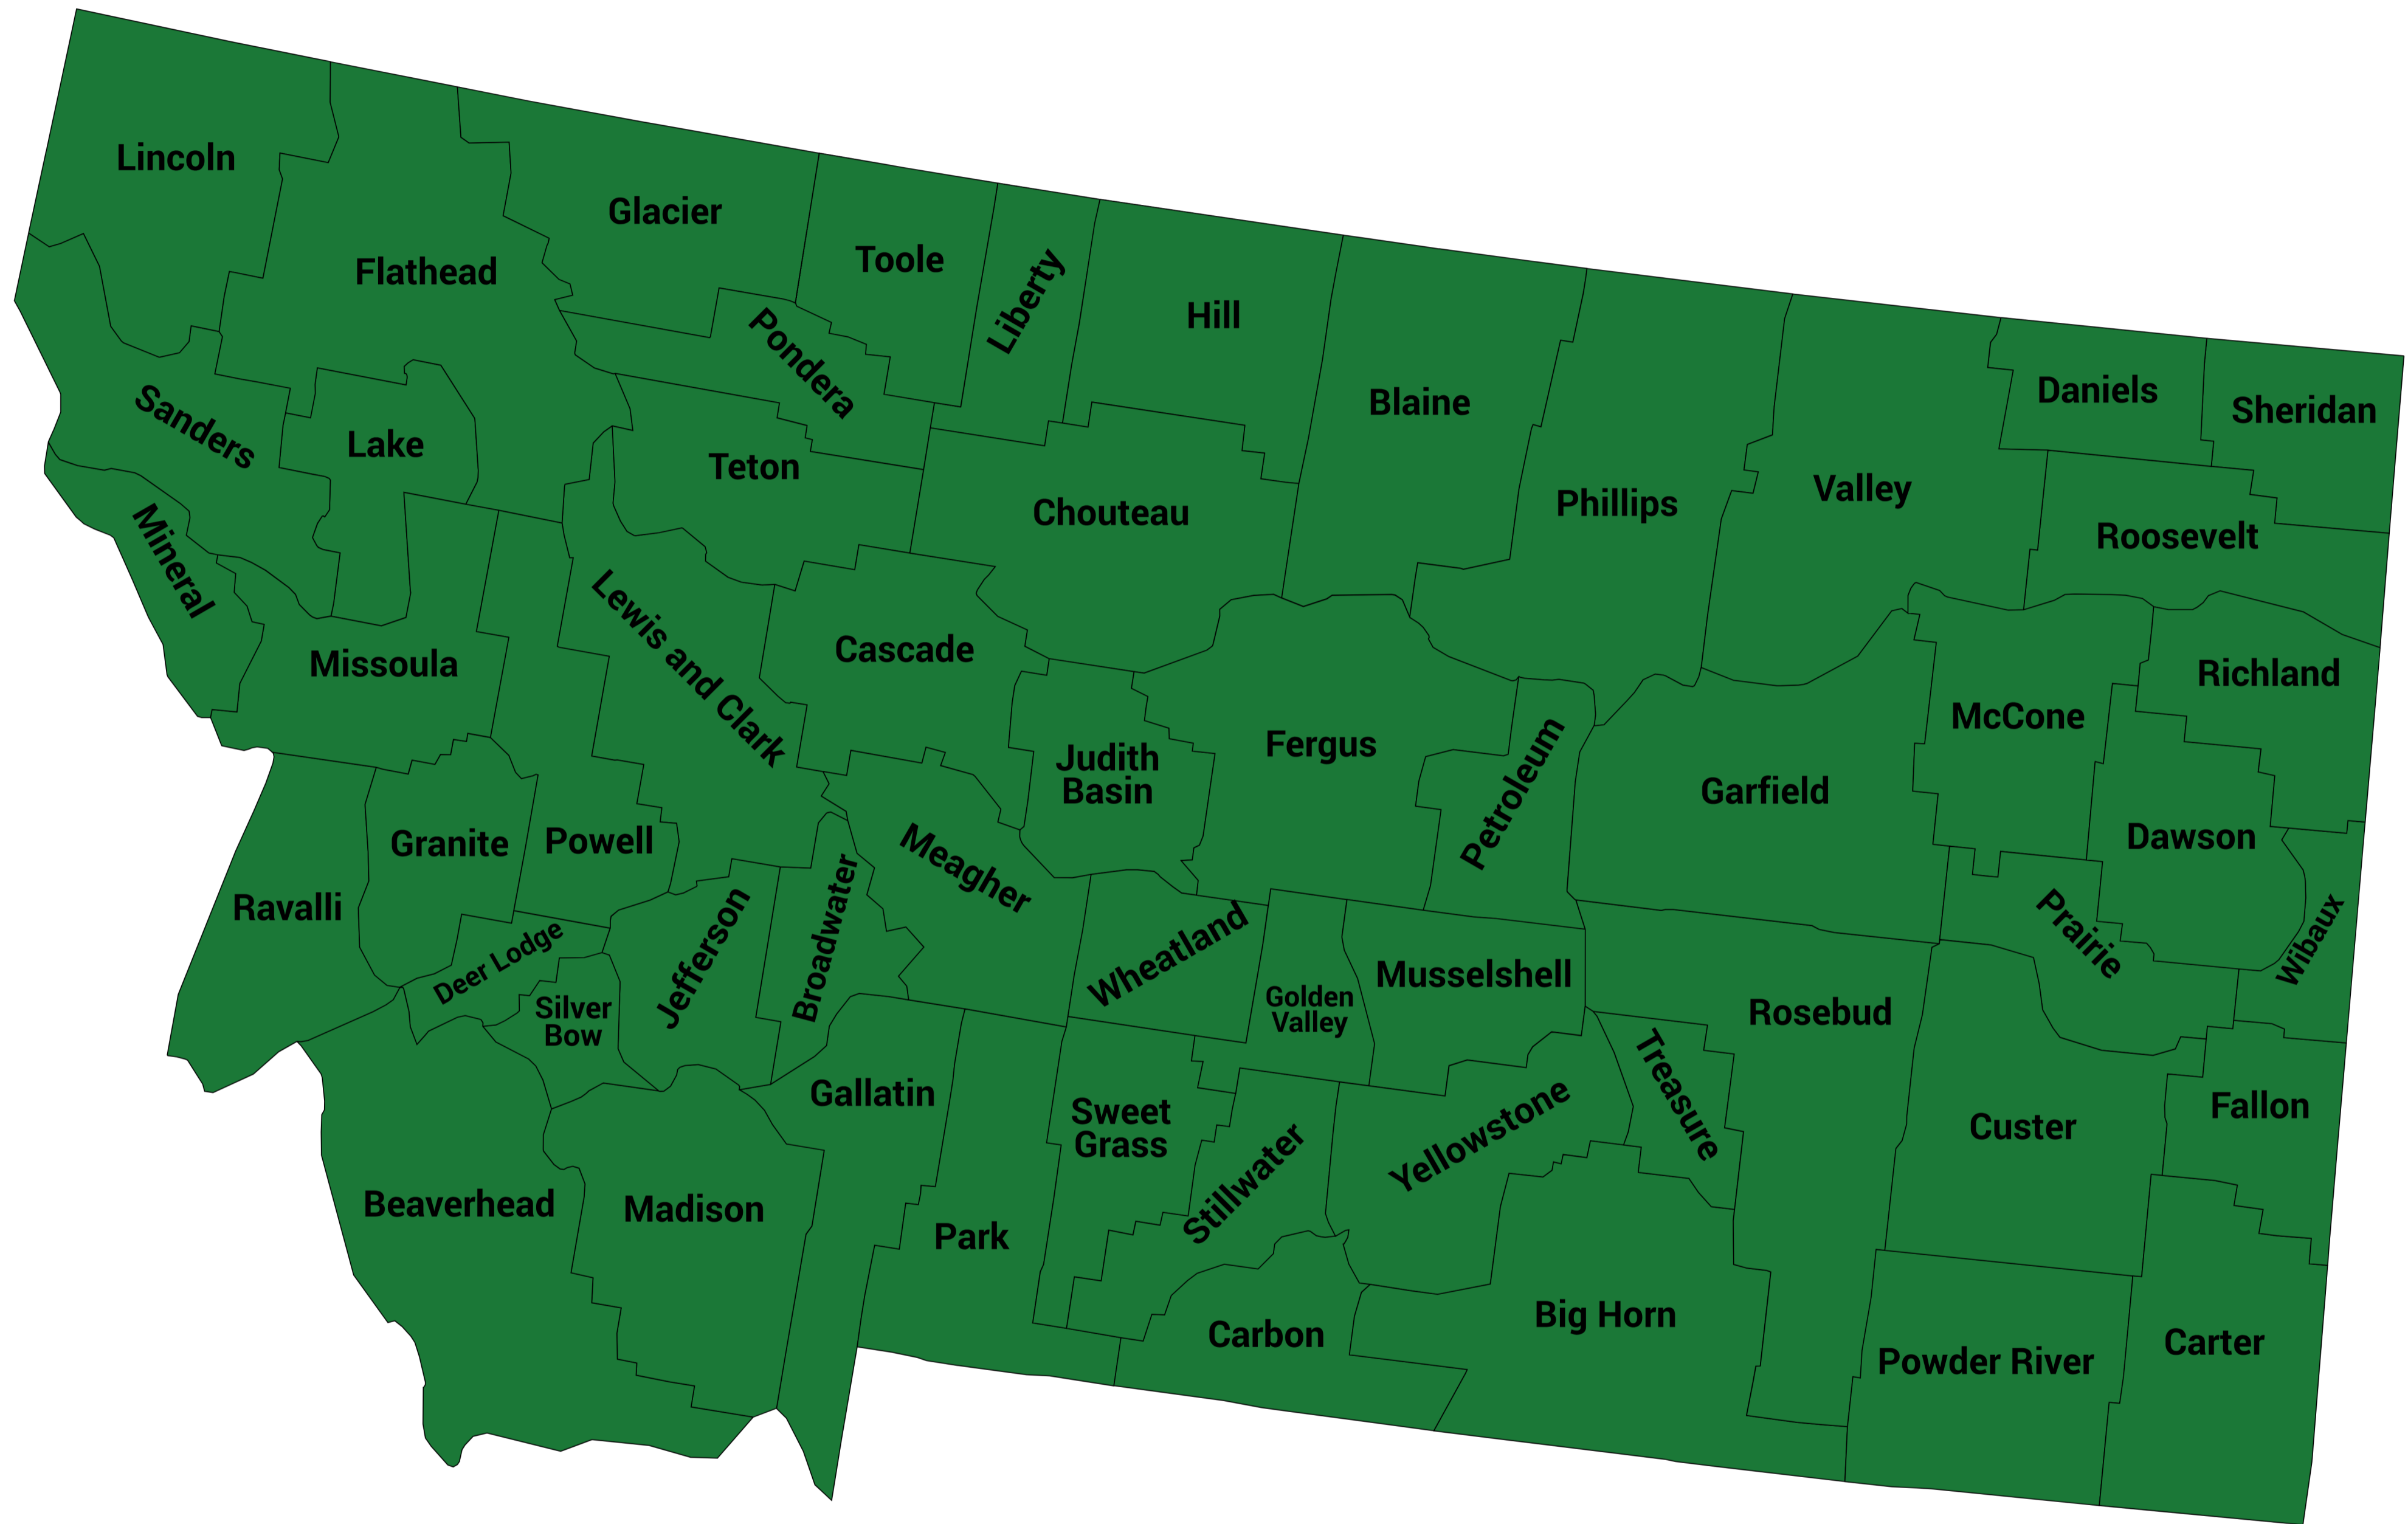 Lincoln
Glacier
Toole
Flathead
Liberty
Hill
Pondera
Daniels
Blaine
Sheridan
Sanders
Lake
Teton
Valley
Phillips
Chouteau
Roosevelt
Mineral
Cascade
Missoula
Lewis and Clark
Richland
McCone
Fergus
Judith
Basin
Petroleum
Garfield
Dawson
Granite
Powell
Meagher
Ravalli
Broadwater
Jefferson
Wheatland
Prairie
Wibaux
Deer Lodge
Musselshell
Golden
Valley
Silver
Bow
Rosebud
Treasure
Gallatin
Sweet
Grass
Fallon
Custer
Yellowstone
Stillwater
Beaverhead
Madison
Park
Big Horn
Carbon
Carter
Powder River